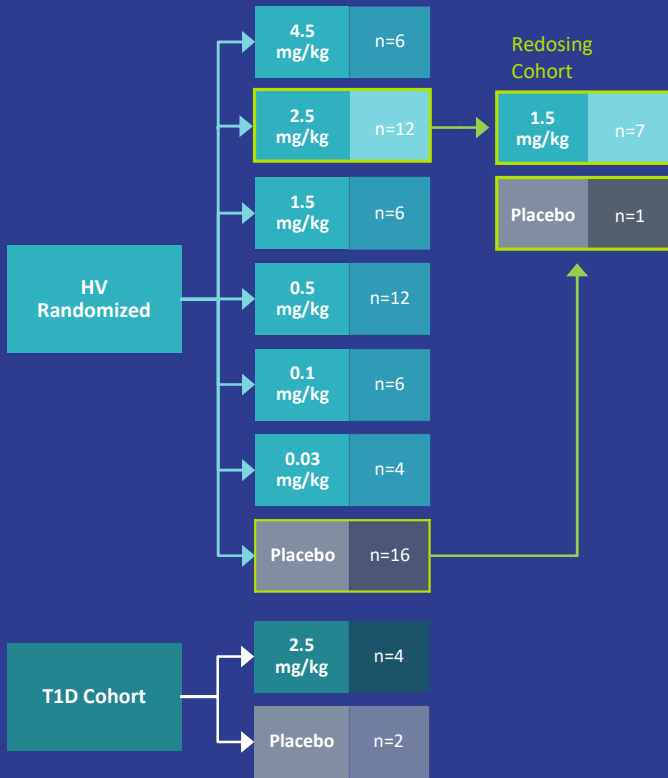 4.5
mg/kg
n=6
Redosing
Cohort
2.5
mg/kg
n=12
1.5
mg/kg
n=7
1.5
mg/kg
n=6
Placebo
n=1
HV
Randomized
0.5
mg/kg
n=12
0.1
mg/kg
n=6
0.03
mg/kg
n=4
Placebo
n=16
T1D Cohort
2.5
mg/kg
n=4
Placebo
n=2